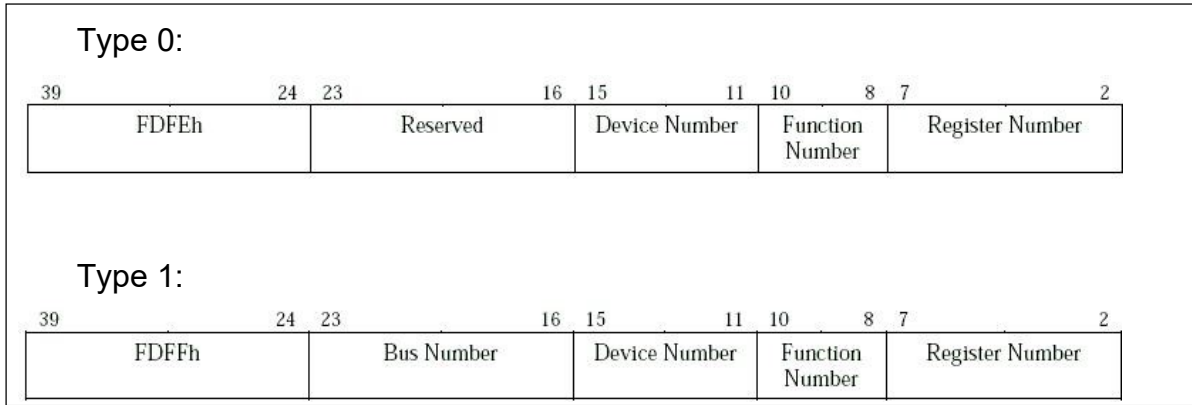 Type 0:
39 24 23 16 15 11 10 8 7 2
FDFEh Reserved Device Number Function Register Number
Number
Type 1:
39 24 23 16 15 11 10 8 7 2
FDFFh Bus Number Device Number Function Register Number
Number